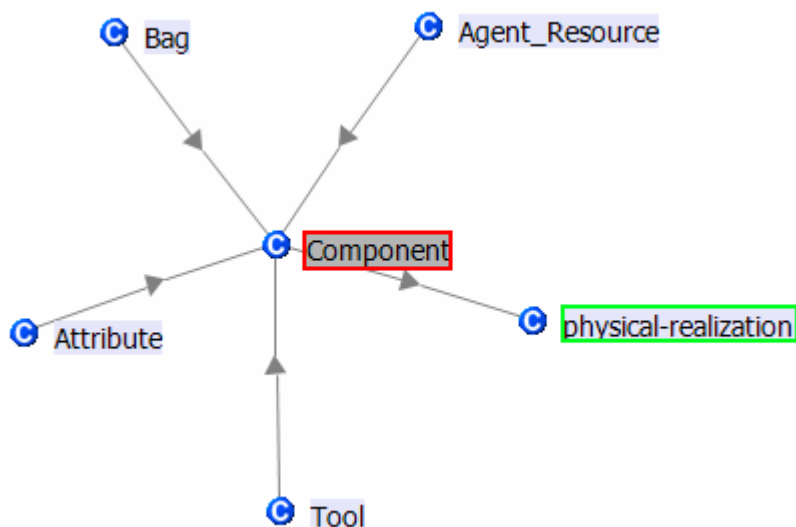 C Bag
C Agent_Resource
C Component
C physical-realization
C Attribute
C Tool